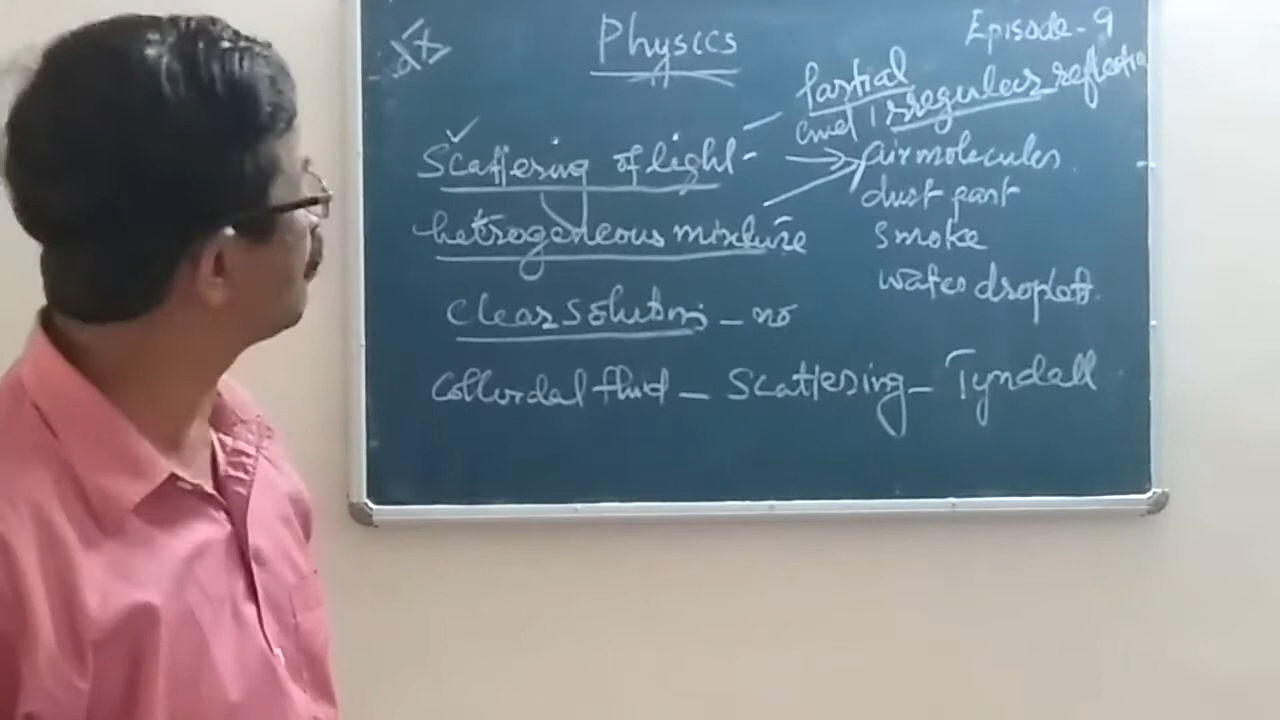 Physics
Episode - 9
Partial
and Irregular reflection
Scattering of light -
air molecules
dust part
hetrogeneous mixture
smoke
water droplets
clear solution - no
Colloidal fluid - Scattering - Tyndall